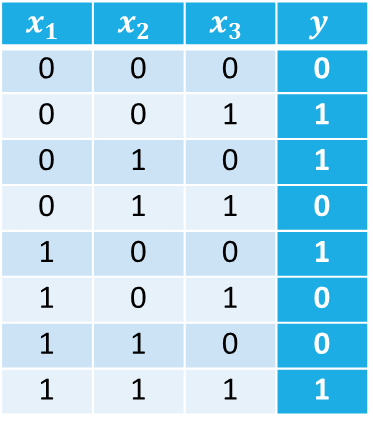 x₁ x₂ x₃ y
0 0 0 0
0 0 1 1
0 1 0 1
0 1 1 0
1 0 0 1
1 0 1 0
1 1 0 0
1 1 1 1